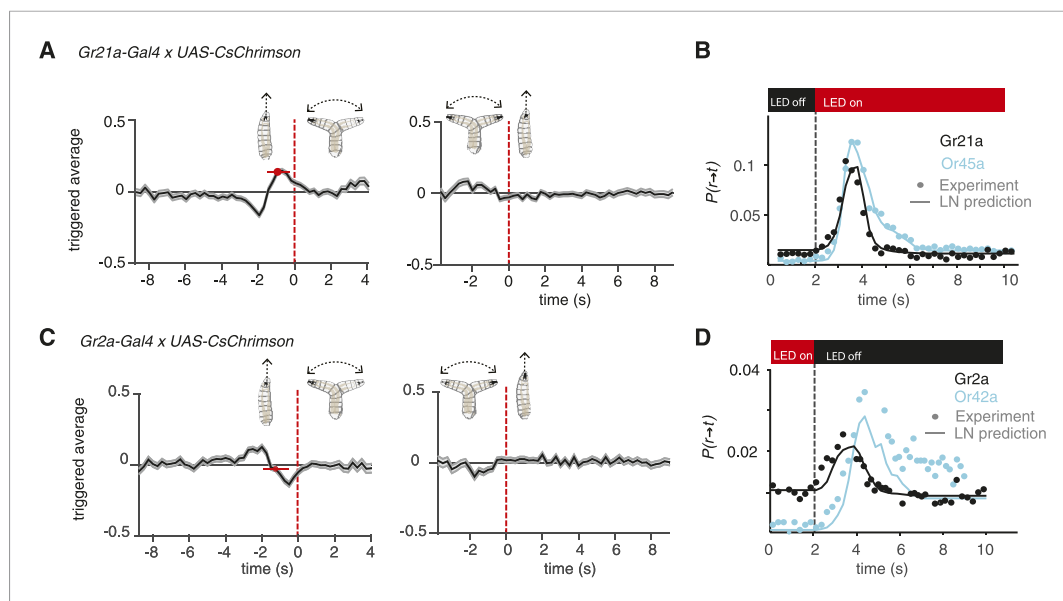 A Gr21a-Gal4 x UAS-CsChrimson
triggered average
0.5
0
-0.5
-8 -6 -4 -2 0 2 4
time (s)
0.5
0
-0.5
-2 0 2 4 6 8
time (s)
B
LED off LED on
Gr21a
Or45a
Experiment
LN prediction
P(r→t)
0.1
0.05
0 2 4 6 8 10
time (s)
C Gr2a-Gal4 x UAS-CsChrimson
triggered average
0.5
0
-0.5
-8 -6 -4 -2 0 2 4
time (s)
0.5
0
-0.5
-2 0 2 4 6 8
time (s)
D
LED on LED off
Gr2a
Or42a
Experiment
LN prediction
P(r→t)
0.04
0.02
0 2 4 6 8 10
time (s)